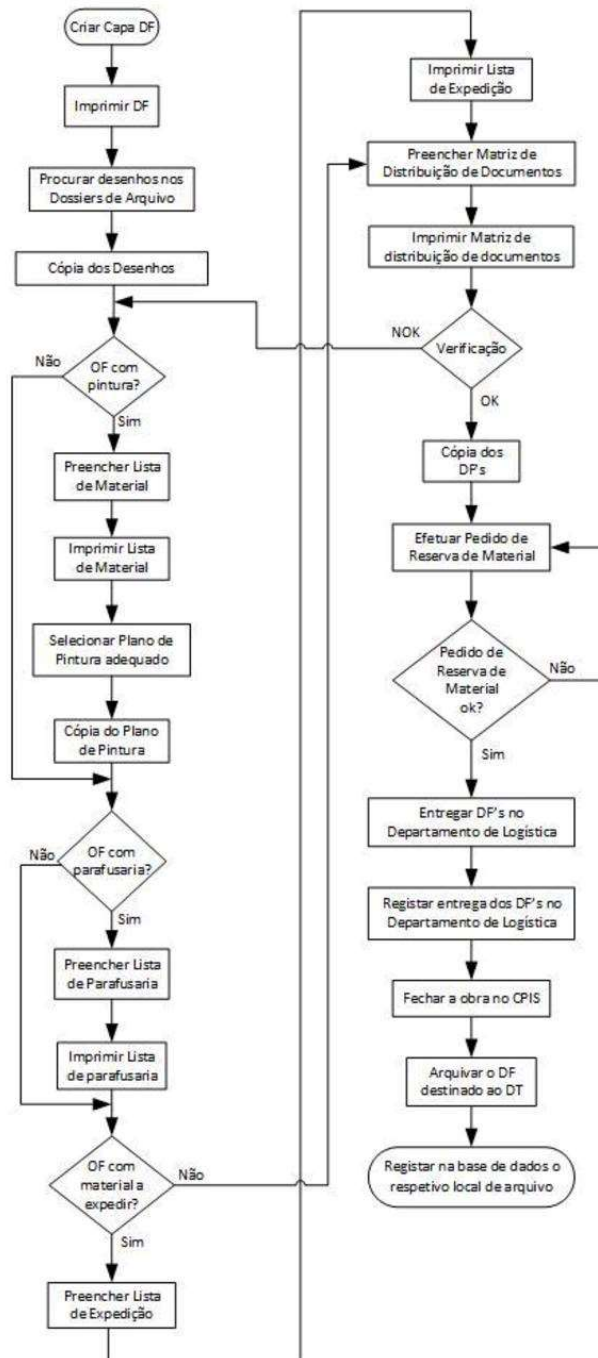 Criar Capa DF
Imprimir DF
Procurar desenhos nos
Dossiers de Arquivo
Cópia dos Desenhos
OF com
pintura?
Não
Sim
Preencher Lista
de Material
Imprimir Lista
de Material
Selecionar Plano de
Pintura adequado
Cópia do Plano
de Pintura
OF com
parafusaria?
Não
Sim
Preencher Lista
de Parafusaria
Imprimir Lista
de parafusaria
OF com
material a
expedir?
Não
Sim
Preencher Lista
de Expedição
Imprimir Lista
de Expedição
Preencher Matriz de
Distribuição de Documentos
Imprimir Matriz de
distribuição de documentos
Verificação
NOK
OK
Cópia dos
DF's
Efetuar Pedido de
Reserva de Material
Pedido de
Reserva de
Material
ok?
Não
Sim
Entregar DF's no
Departamento de Logística
Registar entrega dos DF's no
Departamento de Logística
Fechar a obra no CPIS
Arquivar o DF
destinado ao DT
Registar na base de dados o
respetivo local de arquivo